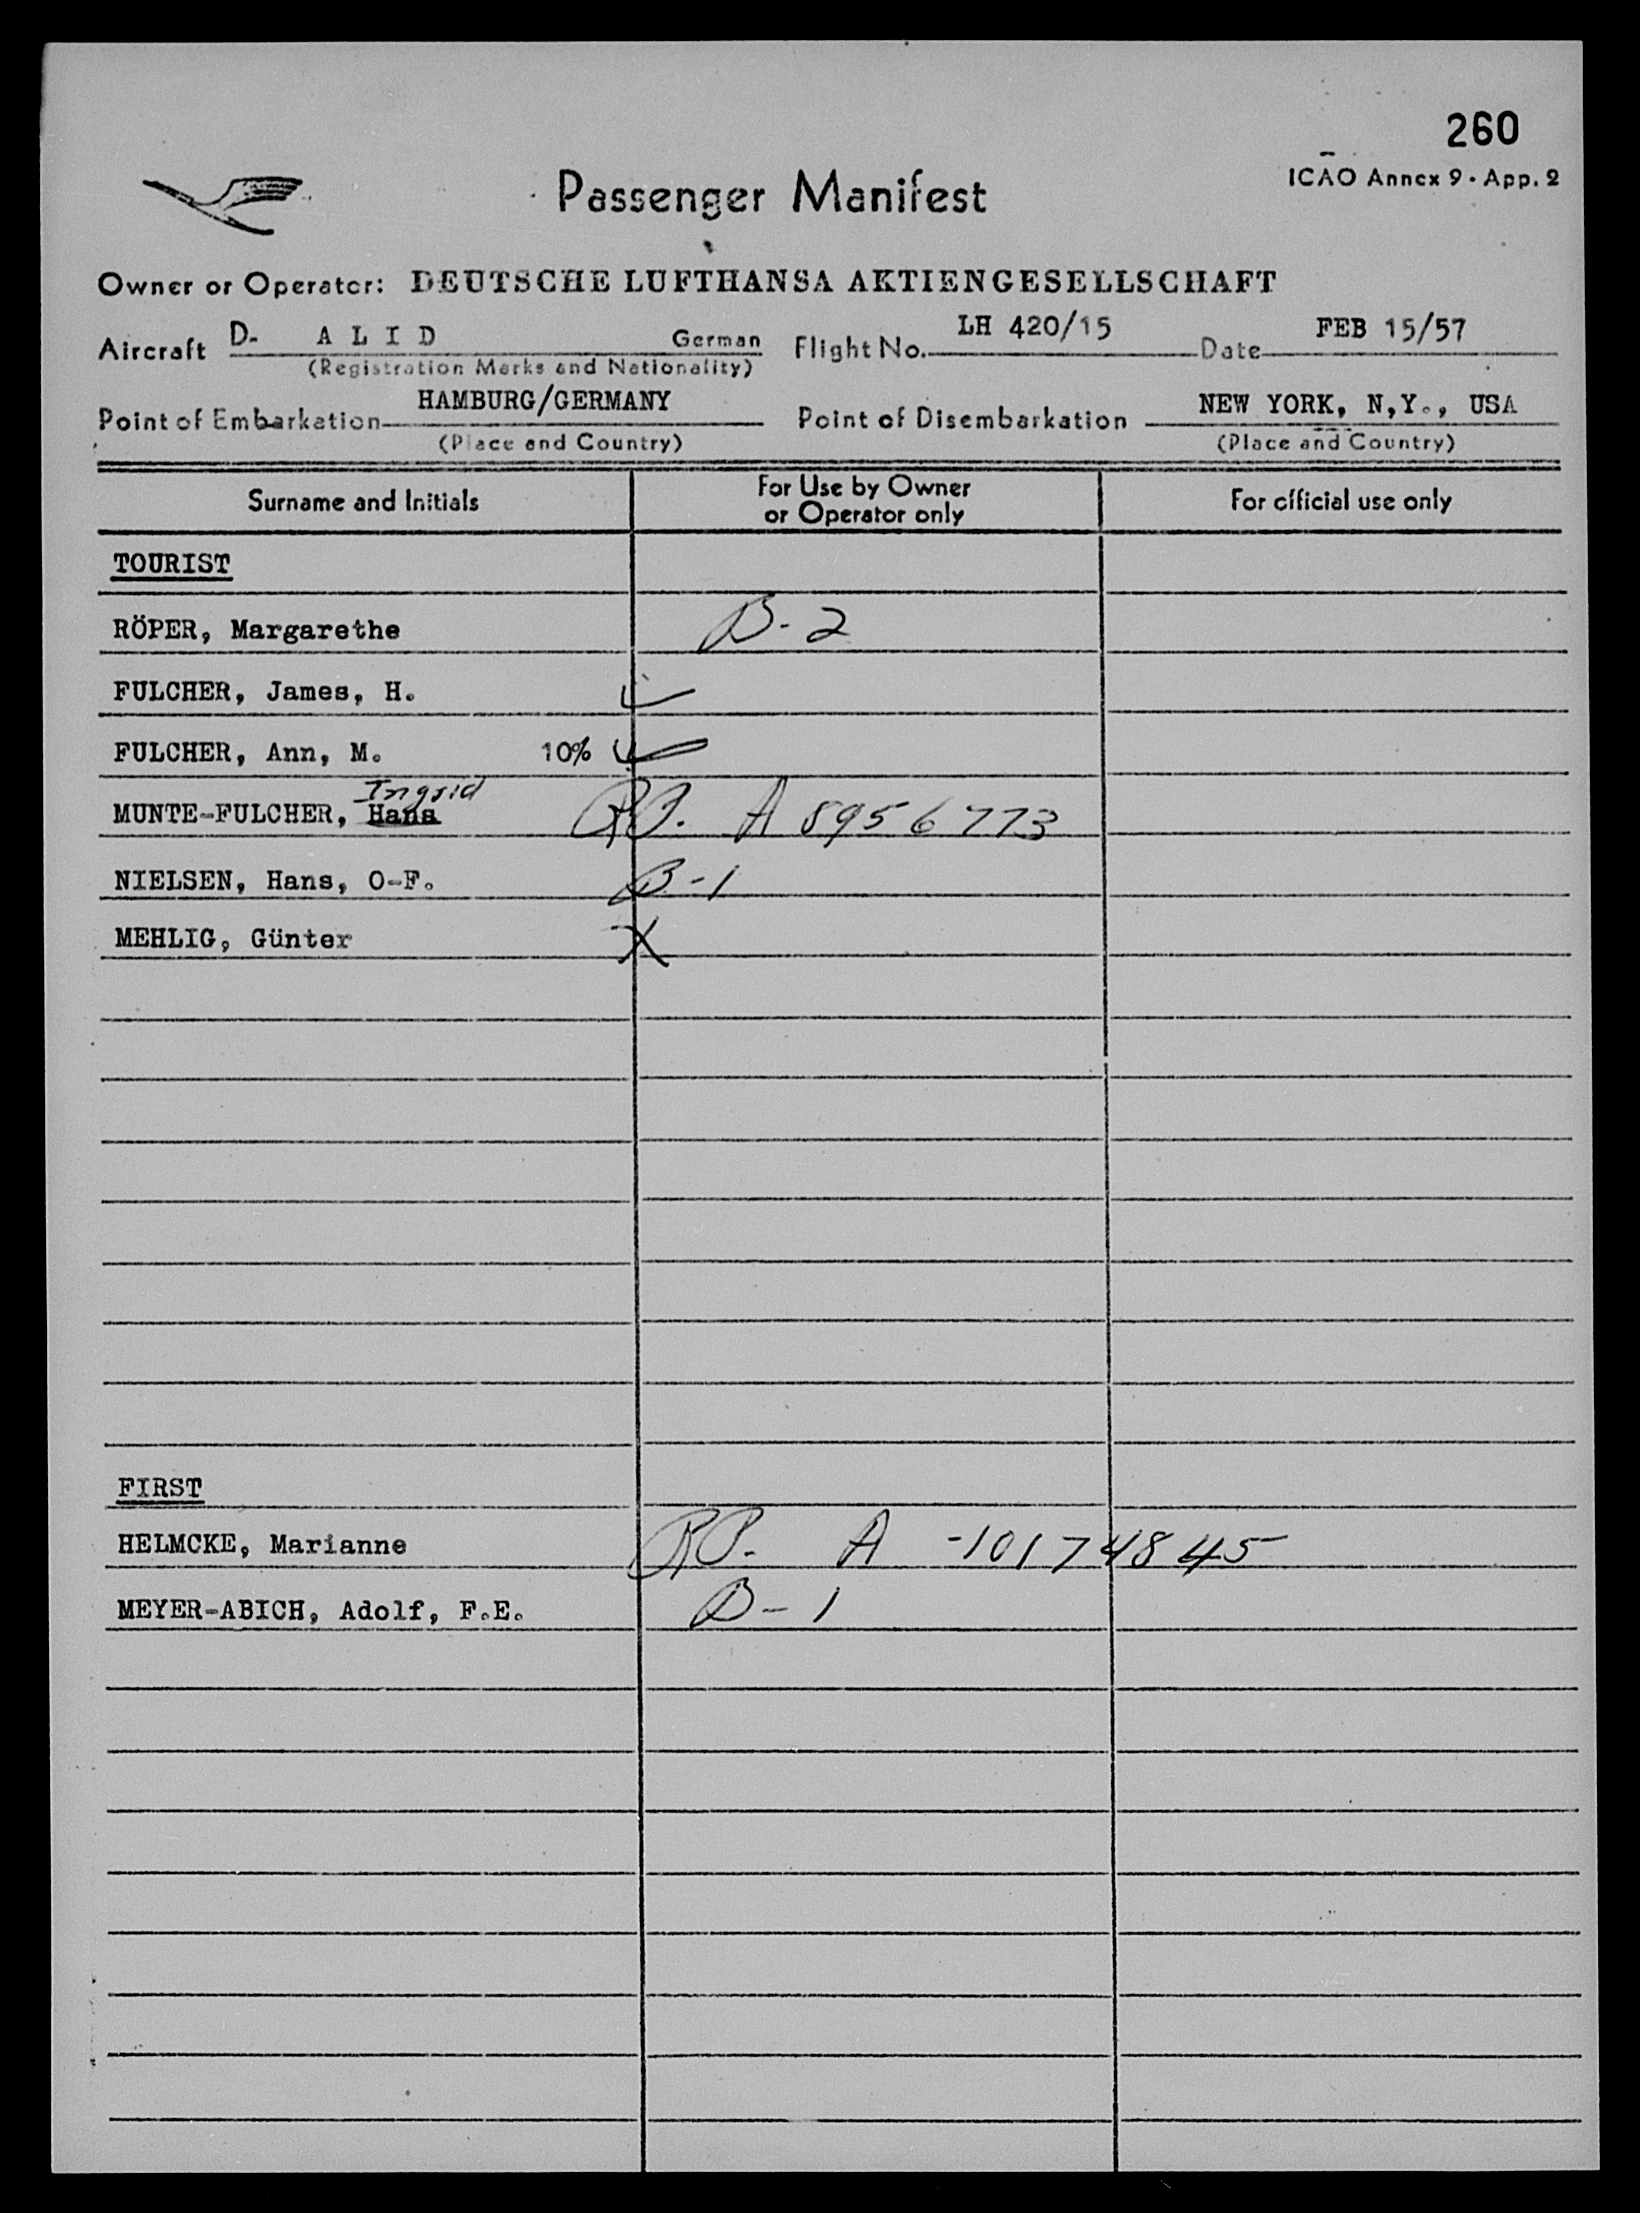 260
ICAO Annex 9 · App. 2
Passenger Manifest
Owner or Operator: DEUTSCHE LUFTHANSA AKTIENGESELLSCHAFT
Aircraft D- A L I D German Flight No. LH 420/15 Date FEB 15/57
(Registration Marks and Nationality)
Point of Embarkation HAMBURG/GERMANY Point of Disembarkation NEW YORK, N,Y., USA
(Place and Country) (Place and Country)
Surname and Initials For Use by Owner or Operator only For official use only
TOURIST
RÖPER, Margarethe B-2
FULCHER, James, H.
FULCHER, Ann, M. 10%
Ingrid
MUNTE-FULCHER, Hans RP. A 8956773
NIELSEN, Hans, O-F. B-1
MEHLIG, Günter X
FIRST
HELMCKE, Marianne RP. A -10174845
MEYER-ABICH, Adolf, F.E. B-1